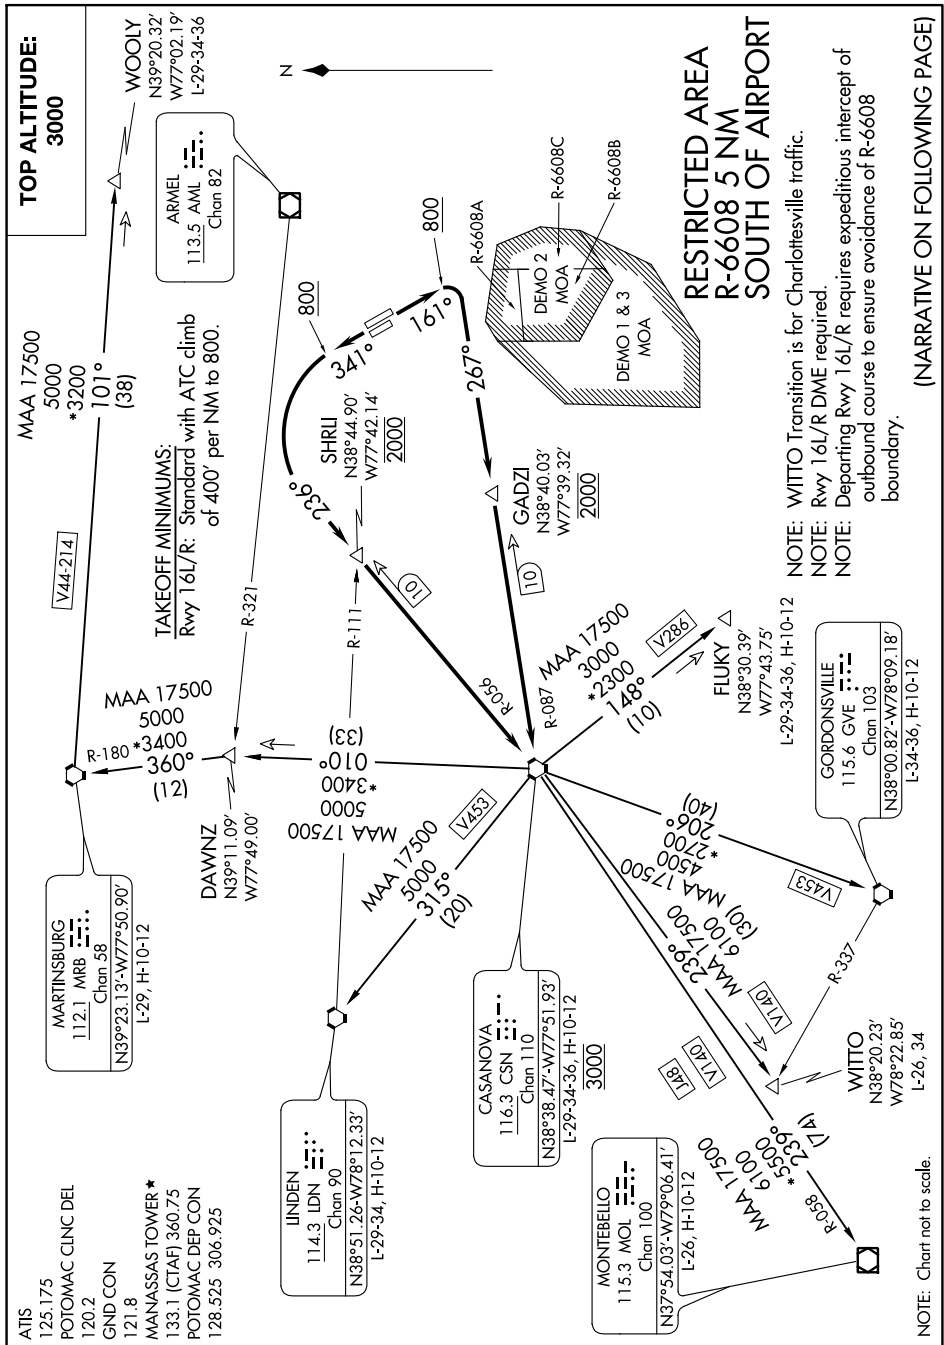 ATIS
125.175
POTOMAC CLNC DEL
120.2
GND CON
121.8
MANASSAS TOWER★
133.1 (CTAF) 360.75
POTOMAC DEP CON
128.525 306.925
TOP ALTITUDE:
3000
MARTINSBURG
112.1 MRB
Chan 58
N39°23.13'-W77°50.90'
L-29, H-10-12
R-180
MAA 17500
5000
*3400
360°
(12)
V44-214
MAA 17500
5000
*3200
101°
(38)
WOOLY
N39°20.32'
W77°02.19'
L-29-34-36
ARMEL
113.5 AML
Chan 82
N
TAKEOFF MINIMUMS:
Rwy 16L/R: Standard with ATC climb
of 400' per NM to 800.
R-321
DAWNZ
N39°11.09'
W77°49.00'
LINDEN
114.3 LDN
Chan 90
N38°51.26-W78°12.33'
L-29-34, H-10-12
R-111
MAA 17500
5000
*3400
010°
(33)
MAA 17500
5000
315°
(20)
V453
SHRLI
N38°44.90'
W77°42.14'
2000
236°
341°
800
161°
800
267°
10
R-056
GADZI
N38°40.03'
W77°39.32'
2000
10
R-087
R-6608A
R-6608C
R-6608B
DEMO 2
MOA
DEMO 1 & 3
MOA
CASANOVA
116.3 CSN
Chan 110
N38°38.47'-W77°51.93'
L-29-34-36, H-10-12
3000
MAA 17500
3000
*2300
148°
(10)
V286
FLUKY
N38°30.39'
W77°43.75'
L-29-34-36, H-10-12
MAA 17500
4500
*2700
206°
(40)
V453
GORDONSVILLE
115.6 GVE
Chan 103
N38°00.82'-W78°09.18'
L-34-36, H-10-12
R-337
239°
MAA 17500
6100
(30)
V140
WITTO
N38°20.23'
W78°22.85'
L-26, 34
J48
V140
MAA 17500
6100
*5500
239°
(74)
R-058
MONTEBELLO
115.3 MOL
Chan 100
N37°54.03'-W79°06.41'
L-26, H-10-12
RESTRICTED AREA
R-6608 5 NM
SOUTH OF AIRPORT
NOTE: WITTO Transition is for Charlottesville traffic.
NOTE: Rwy 16L/R DME required.
NOTE: Departing Rwy 16L/R requires expeditious intercept of
outbound course to ensure avoidance of R-6608
boundary.
NOTE: Chart not to scale.
(NARRATIVE ON FOLLOWING PAGE)